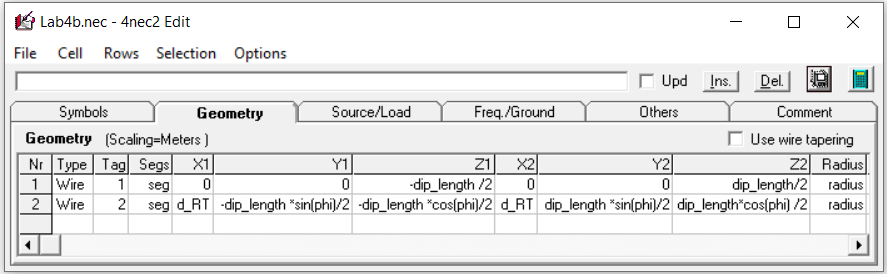 Lab4b.nec - 4nec2 Edit
File Cell Rows Selection Options
Upd Ins. Del.
Symbols Geometry Source/Load Freq./Ground Others Comment
Geometry (Scaling=Meters ) Use wire tapering
Nr Type Tag Segs X1 Y1 Z1 X2 Y2 Z2 Radius
1 Wire 1 seg 0 0 -dip_length /2 0 0 dip_length/2 radius
2 Wire 2 seg d_RT -dip_length *sin(phi)/2 -dip_length *cos(phi)/2 d_RT dip_length *sin(phi)/2 dip_length*cos(phi) /2 radius